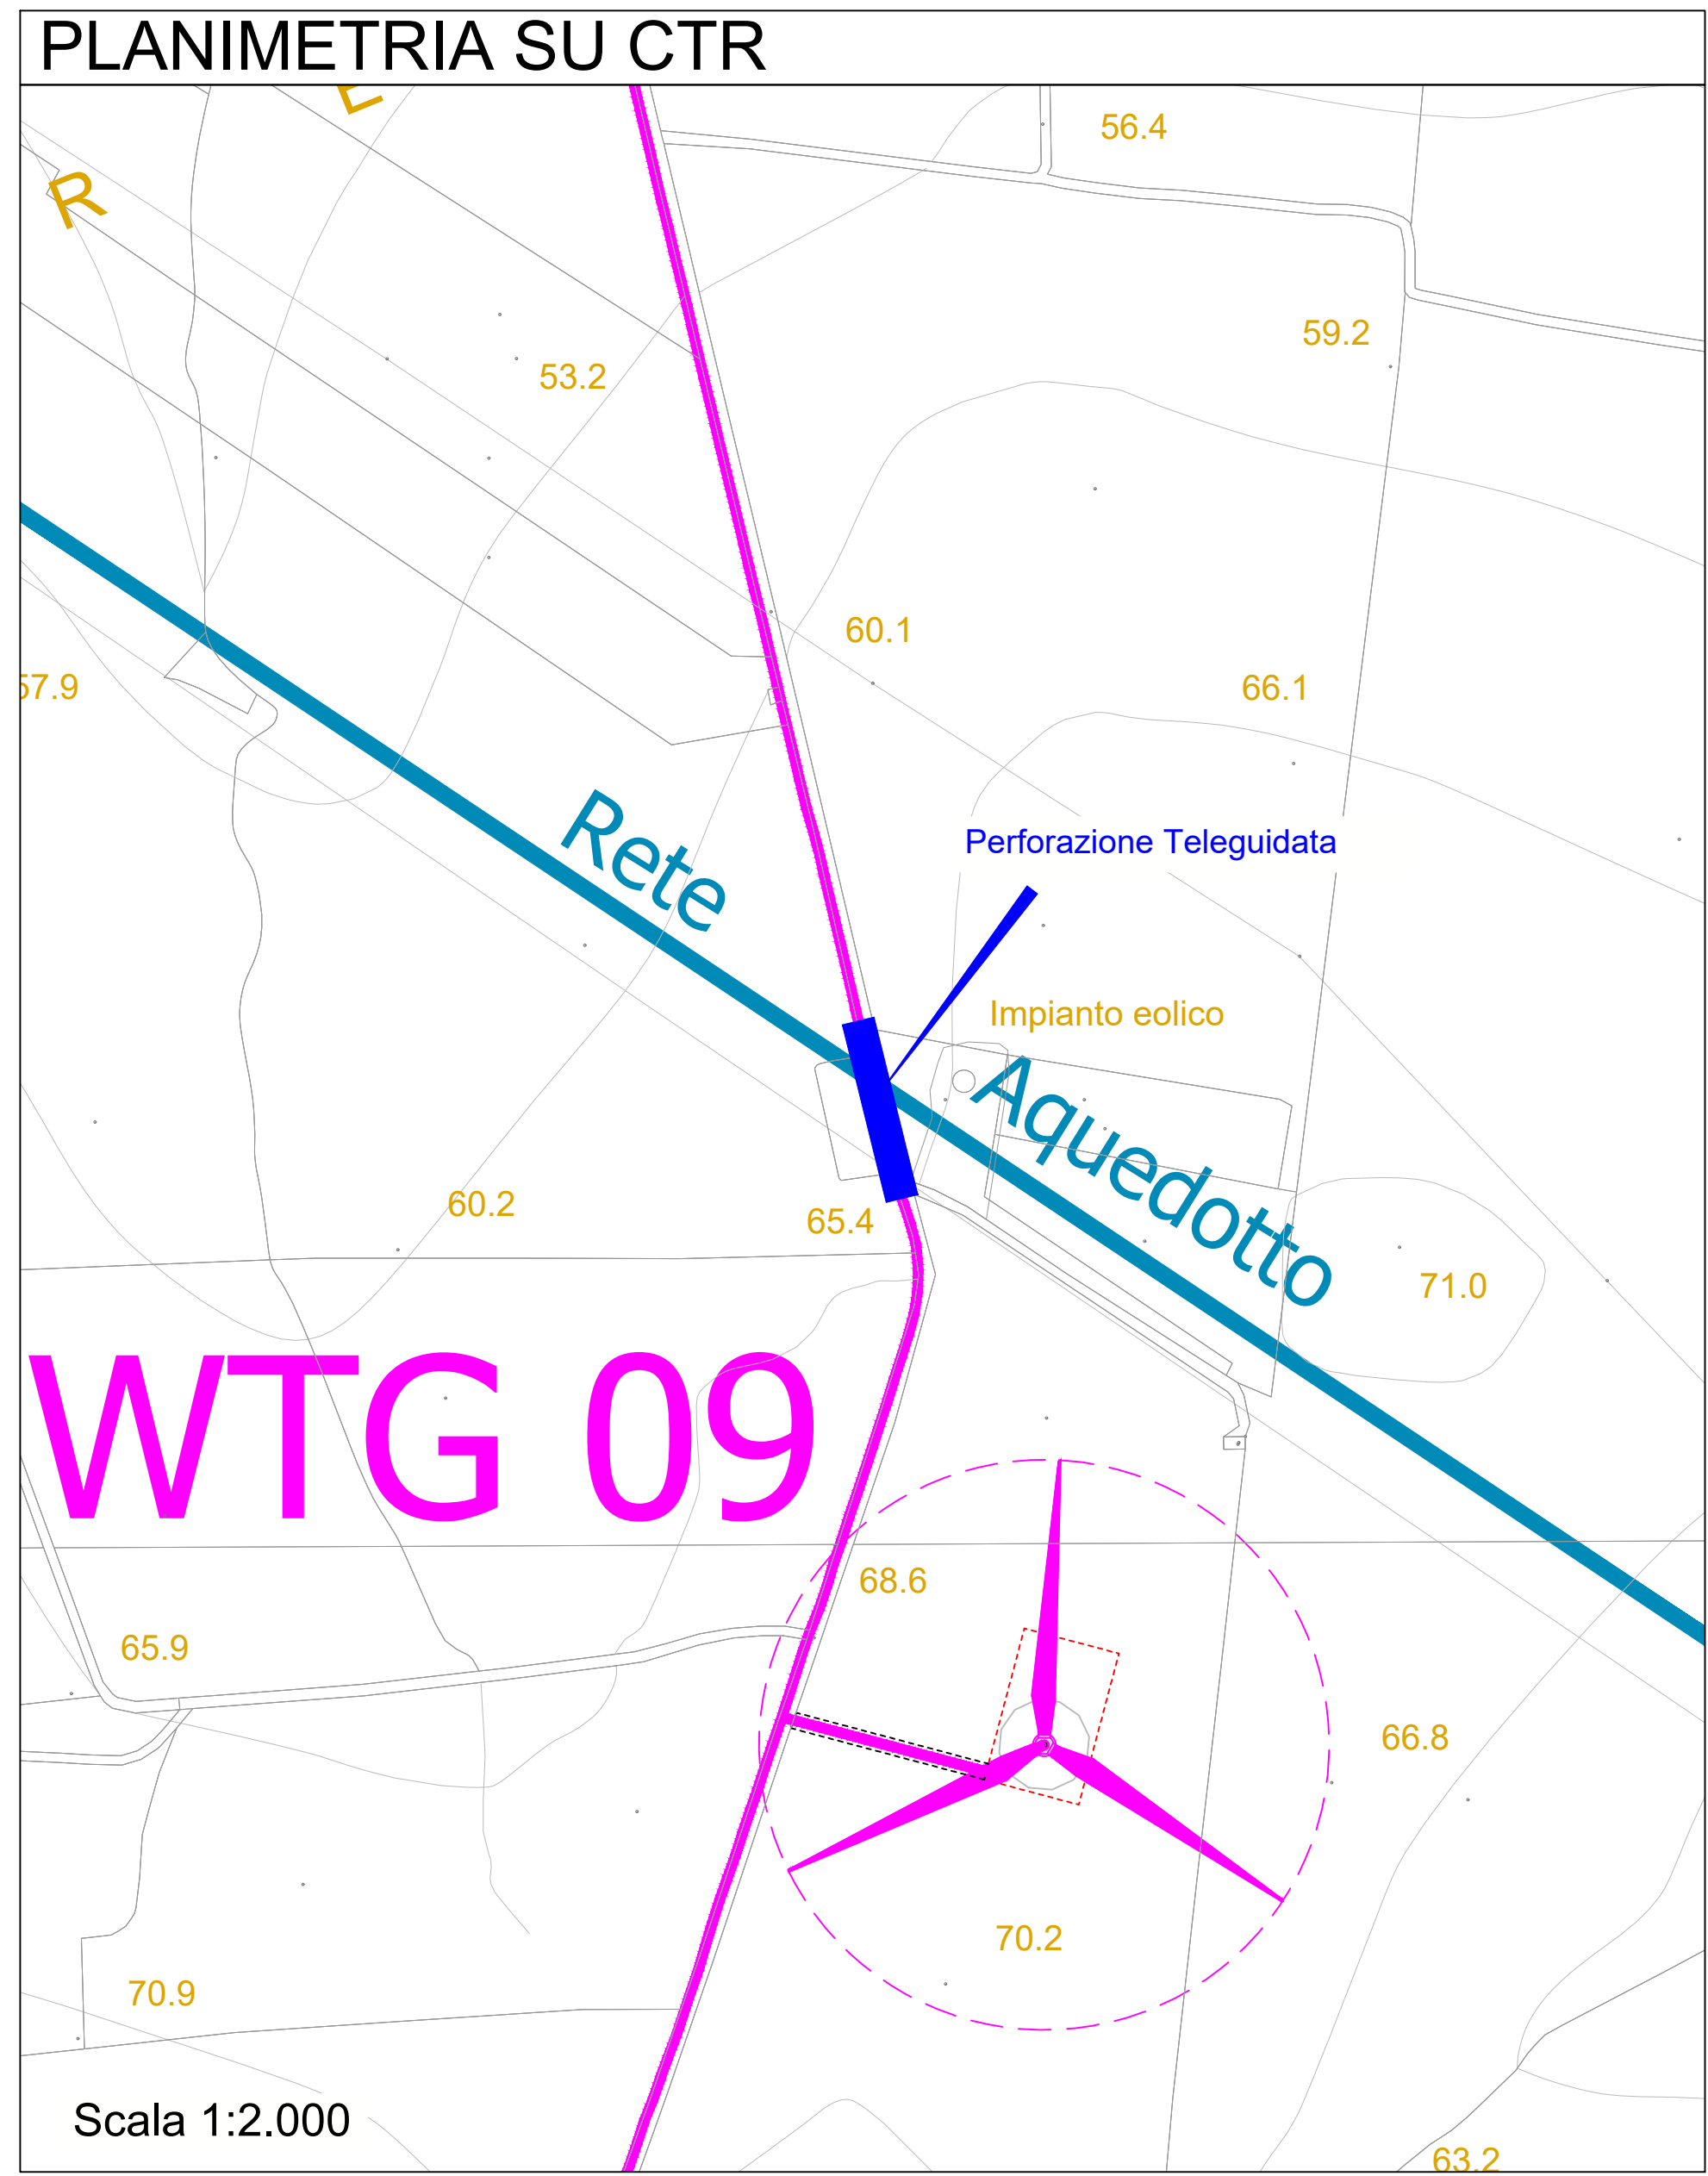 PLANIMETRIA SU CTR
E
R
56.4
59.2
53.2
60.1
66.1
57.9
Perforazione Teleguidata
Rete
Impianto eolico
Aquedotto
60.2
65.4
71.0
WTG 09
68.6
65.9
66.8
70.2
70.9
Scala 1:2.000
63.2